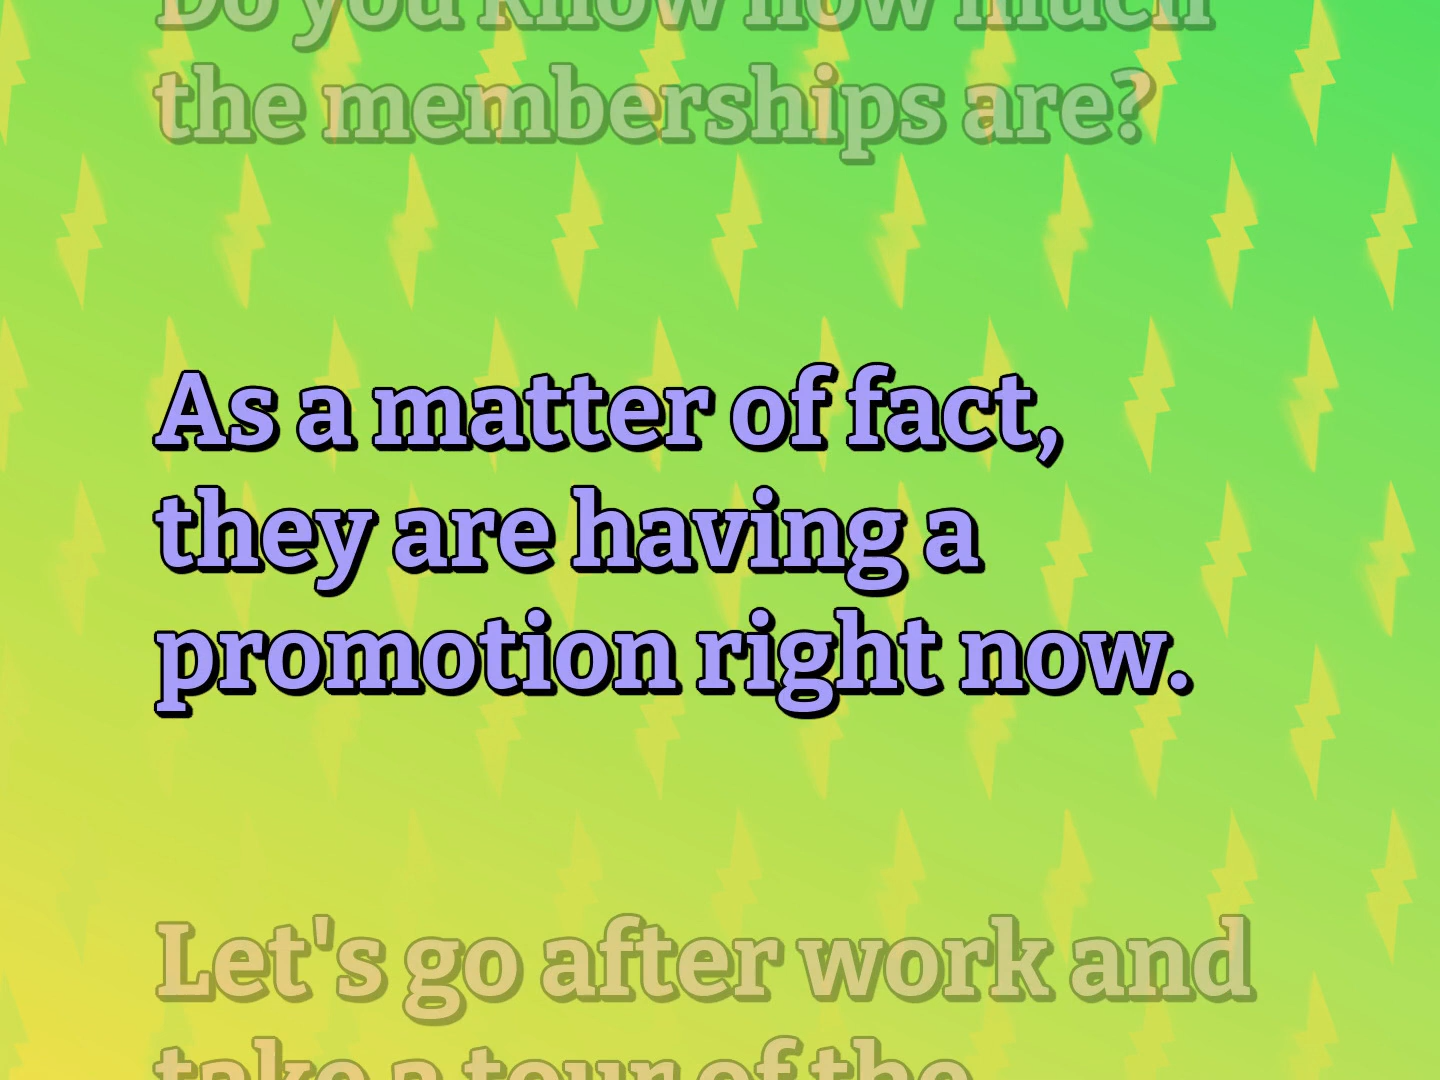 Do you know how much
the memberships are?
As a matter of fact,
they are having a
promotion right now.
Let's go after work and
take a tour of the